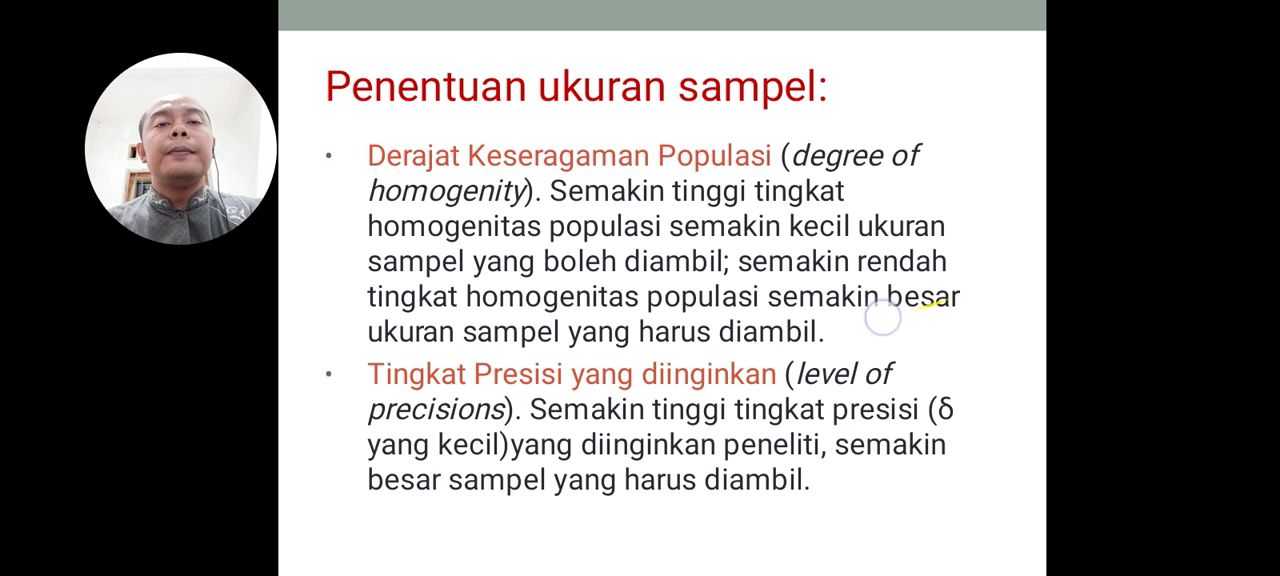 Penentuan ukuran sampel:
• Derajat Keseragaman Populasi (degree of
homogenity). Semakin tinggi tingkat
homogenitas populasi semakin kecil ukuran
sampel yang boleh diambil; semakin rendah
tingkat homogenitas populasi semakin besar
ukuran sampel yang harus diambil.
• Tingkat Presisi yang diinginkan (level of
precisions). Semakin tinggi tingkat presisi (δ
yang kecil)yang diinginkan peneliti, semakin
besar sampel yang harus diambil.